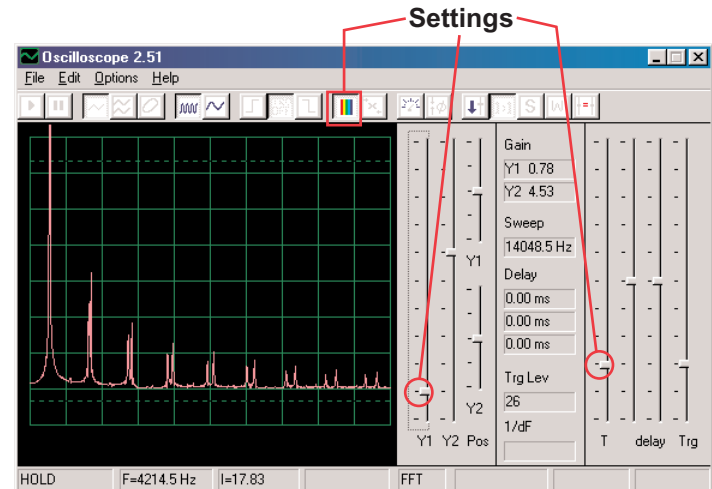 Settings
Oscilloscope 2.51
File Edit Options Help
Gain
Y1 0.78
Y2 4.53
Sweep
14048.5 Hz
Y1
Delay
0.00 ms
0.00 ms
0.00 ms
Trg Lev
26
Y2
1/dF
Y1 Y2 Pos
T delay Trg
HOLD F=4214.5 Hz I=17.83 FFT